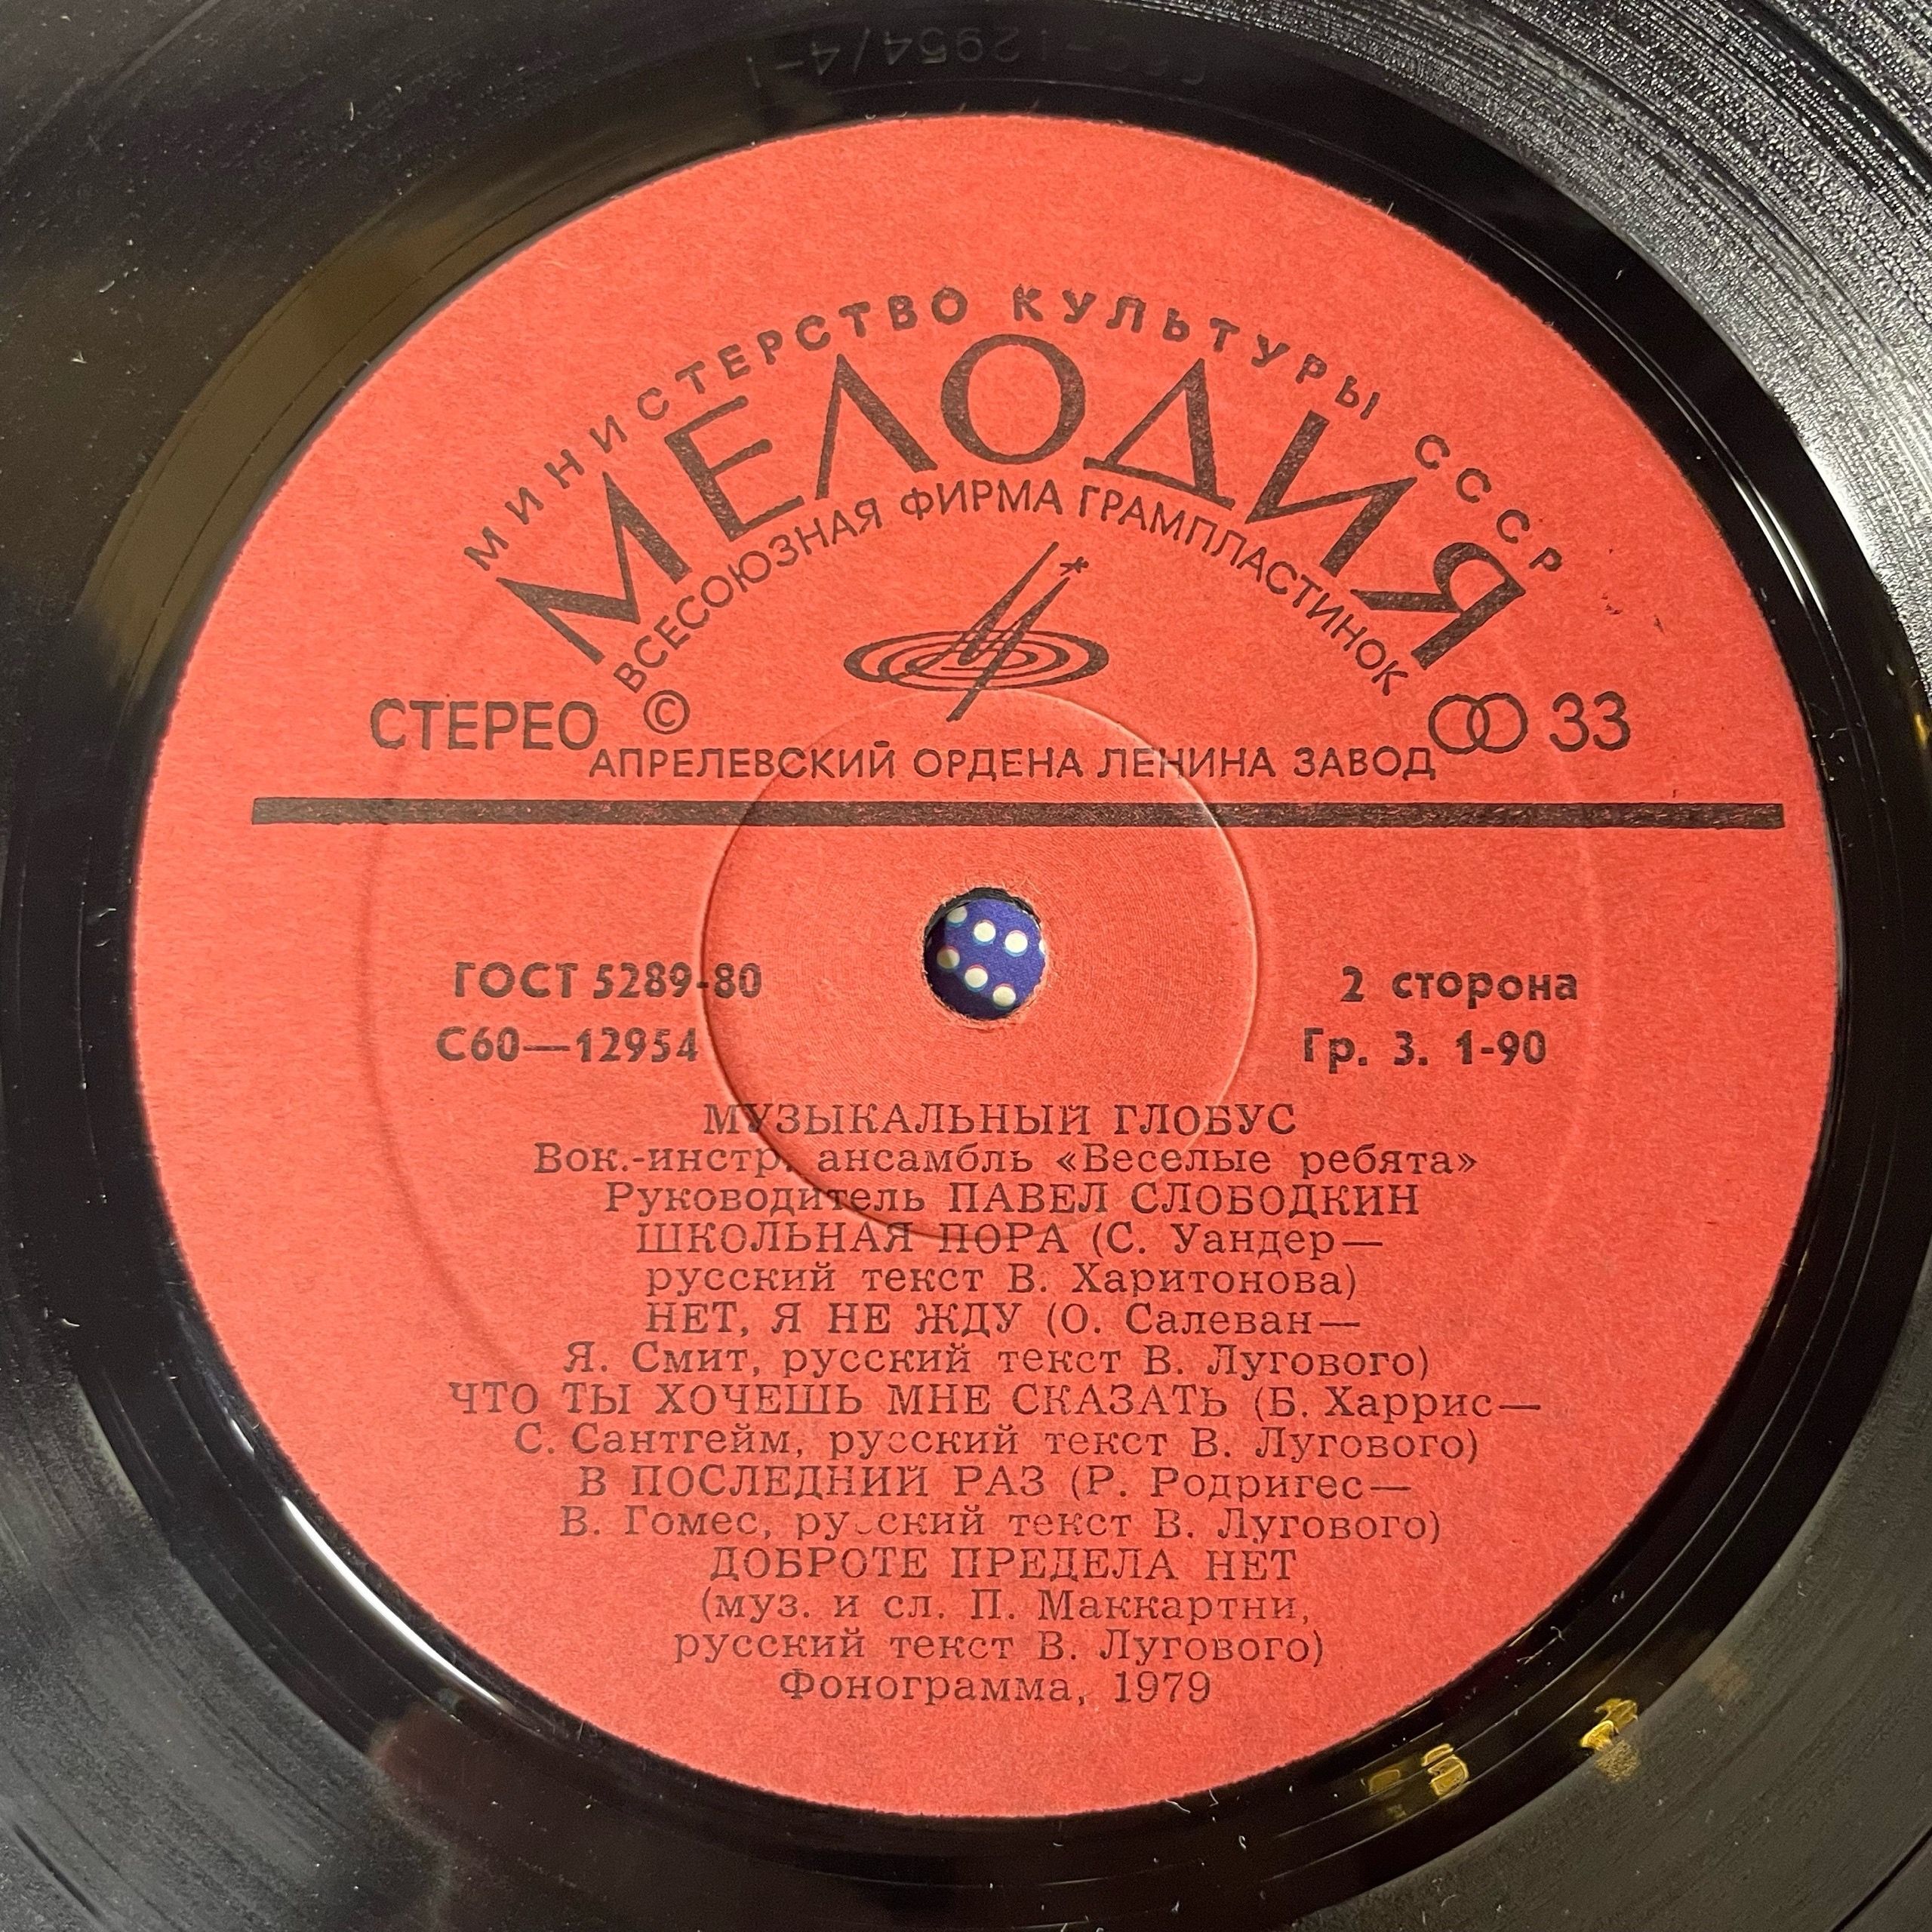 С60-12954/4-1
МИНИСТЕРСТВО КУЛЬТУРЫ СССР
МЕЛОДИЯ
ВСЕСОЮЗНАЯ ФИРМА ГРАМПЛАСТИНОК
СТЕРЕО © 33
АПРЕЛЕВСКИЙ ОРДЕНА ЛЕНИНА ЗАВОД
ГОСТ 5289-80 2 сторона
С60—12954 Гр. 3. 1-90
МУЗЫКАЛЬНЫЙ ГЛОБУС
Вок.-инстр. ансамбль «Веселые ребята»
Руководитель ПАВЕЛ СЛОБОДКИН
ШКОЛЬНАЯ ПОРА (С. Уандер—
русский текст В. Харитонова)
НЕТ, Я НЕ ЖДУ (О. Салеван—
Я. Смит, русский текст В. Лугового)
ЧТО ТЫ ХОЧЕШЬ МНЕ СКАЗАТЬ (Б. Харрис—
С. Сантгейм, русский текст В. Лугового)
В ПОСЛЕДНИЙ РАЗ (Р. Родригес—
В. Гомес, русский текст В. Лугового)
ДОБРОТЕ ПРЕДЕЛА НЕТ
(муз. и сл. П. Маккартни,
русский текст В. Лугового)
Фонограмма, 1979